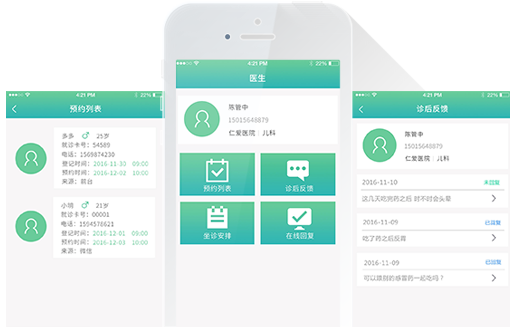 4:21 PM
22%
预约列表
多多 25岁
就诊卡号：54589
电话：1569874230
登记时间：2016-11-30 09:00
预约时间：2016-12-02 10:00
来源：前台
小明 21岁
就诊卡号：00001
电话：1594578621
登记时间：2016-12-01 09:00
预约时间：2016-12-03 10:00
来源：微信
4:21 PM
22%
医生
陈管中
15015648879
仁爱医院｜儿科
预约列表
诊后反馈
坐诊安排
在线回复
4:21 PM
22%
诊后反馈
陈管中
15015648879
仁爱医院｜儿科
2016-11-10 未回复
这几天吃完药之后 时不时会头晕
2016-11-09 已回复
吃了药之后反胃
2016-11-09 已回复
可以跟别的感冒药一起吃吗？